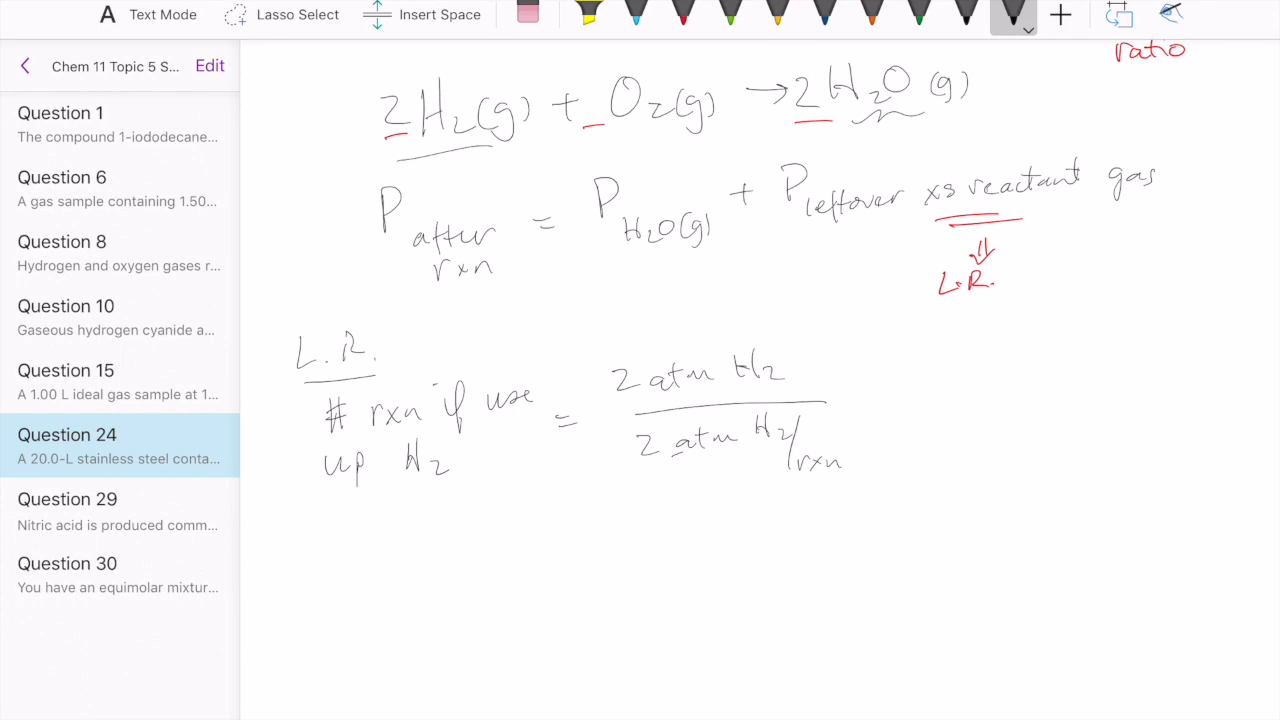 A Text Mode Lasso Select Insert Space
Chem 11 Topic 5 S... Edit
Question 1
The compound 1-iododecane...
Question 6
A gas sample containing 1.50...
Question 8
Hydrogen and oxygen gases r...
Question 10
Gaseous hydrogen cyanide a...
Question 15
A 1.00 L ideal gas sample at 1...
Question 24
A 20.0-L stainless steel conta...
Question 29
Nitric acid is produced comm...
Question 30
You have an equimolar mixtur...
ratio
2H₂(g) + O₂(g) → 2H₂O (g)
P after rxn = P H₂O(g) + P leftover xs reactant gas
⇓
L.R.
L.R.
# rxn if use up H₂ = 2 atm H₂ / 2 atm H₂/rxn